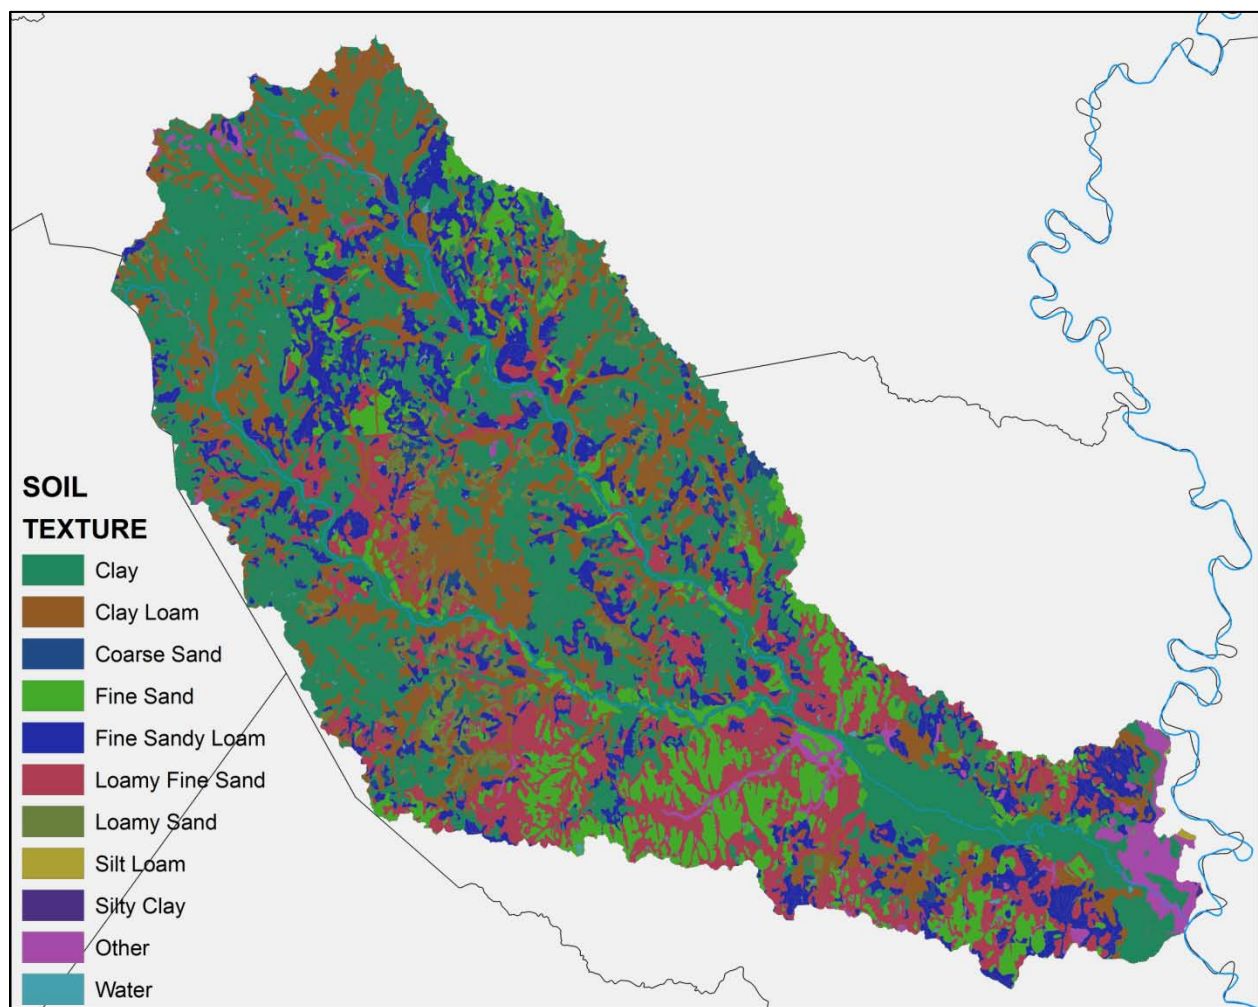 SOIL
TEXTURE
Clay
Clay Loam
Coarse Sand
Fine Sand
Fine Sandy Loam
Loamy Fine Sand
Loamy Sand
Silt Loam
Silty Clay
Other
Water